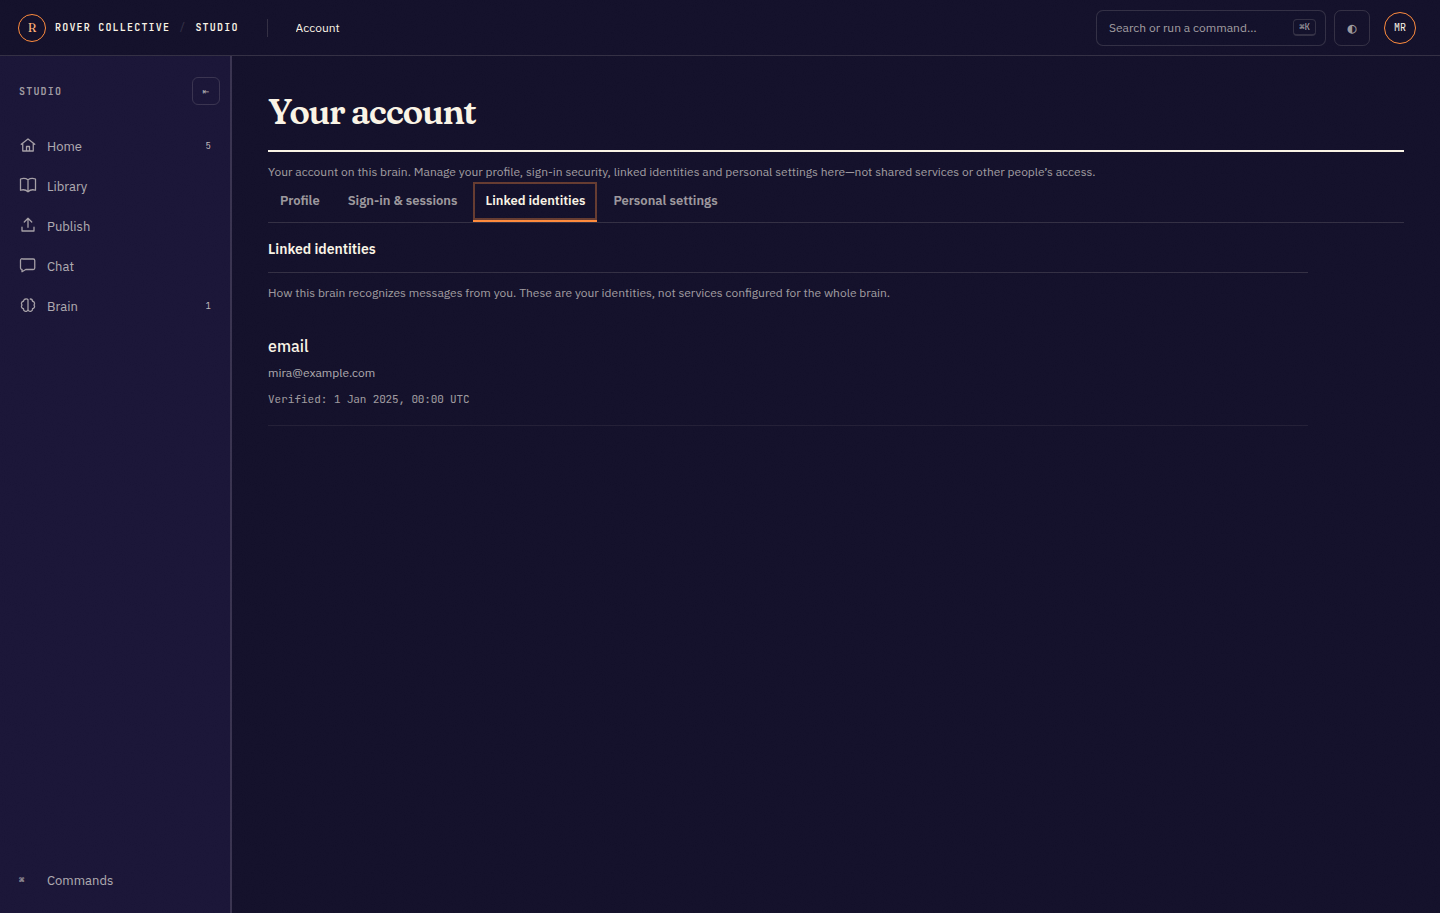 R ROVER COLLECTIVE / STUDIO Account Search or run a command... ⌘K MR
STUDIO
Home 5
Library
Publish
Chat
Brain 1
⌘ Commands
Your account
Your account on this brain. Manage your profile, sign-in security, linked identities and personal settings here—not shared services or other people's access.
Profile Sign-in & sessions Linked identities Personal settings
Linked identities
How this brain recognizes messages from you. These are your identities, not services configured for the whole brain.
email
mira@example.com
Verified: 1 Jan 2025, 00:00 UTC